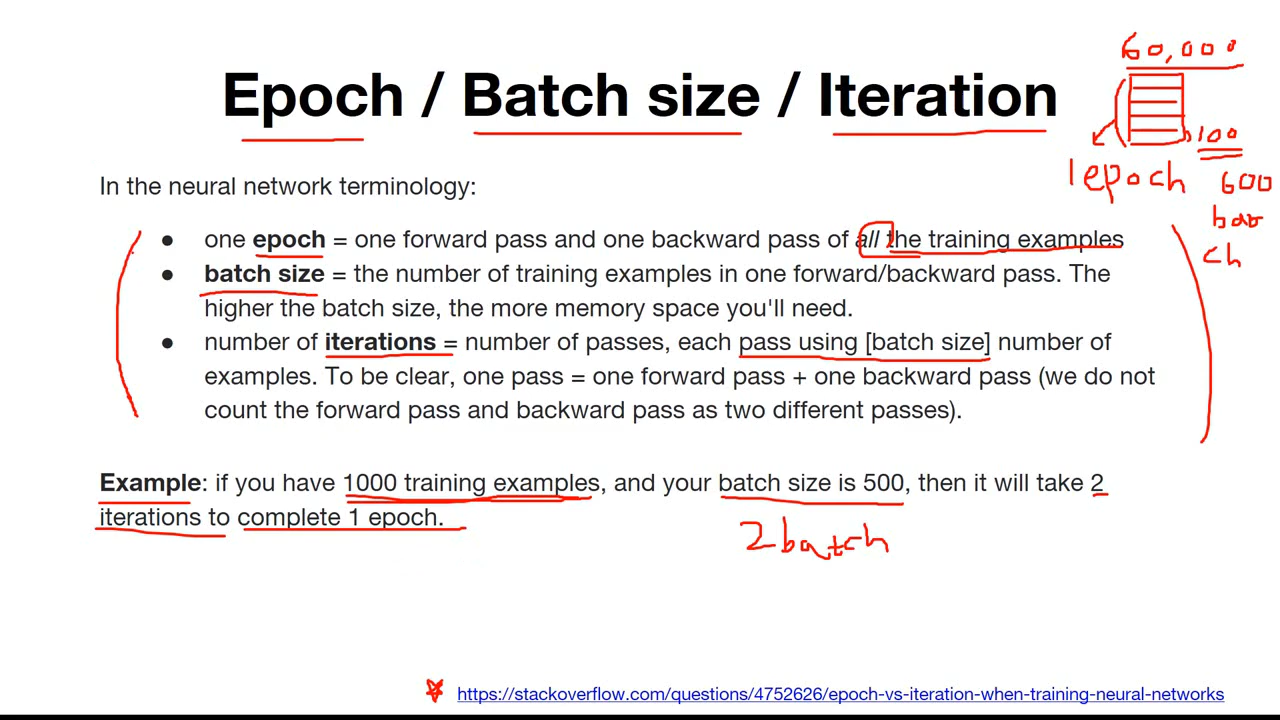 60,000
Epoch / Batch size / Iteration
100
1 epoch
600
In the neural network terminology:
● one epoch = one forward pass and one backward pass of all the training examples
● batch size = the number of training examples in one forward/backward pass. The
higher the batch size, the more memory space you'll need.
● number of iterations = number of passes, each pass using [batch size] number of
examples. To be clear, one pass = one forward pass + one backward pass (we do not
count the forward pass and backward pass as two different passes).
Example: if you have 1000 training examples, and your batch size is 500, then it will take 2
iterations to complete 1 epoch.
2 batch
https://stackoverflow.com/questions/4752626/epoch-vs-iteration-when-training-neural-networks